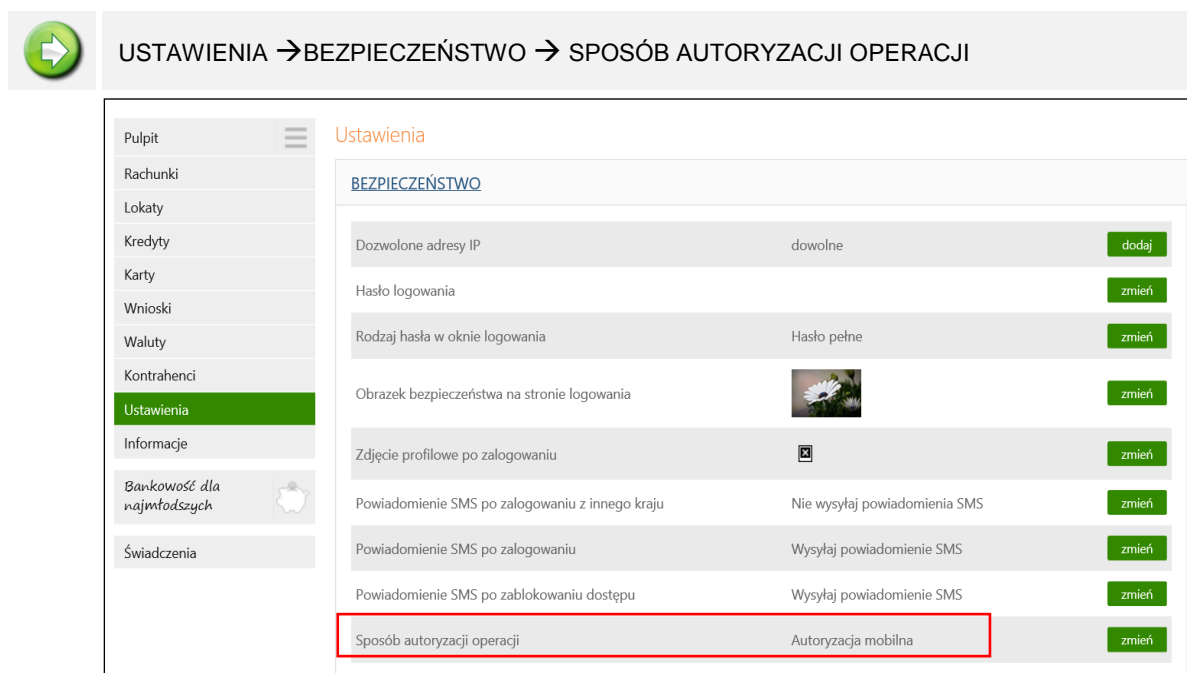 USTAWIENIA →BEZPIECZEŃSTWO → SPOSÓB AUTORYZACJI OPERACJI
Pulpit
Rachunki
Lokaty
Kredyty
Karty
Wnioski
Waluty
Kontrahenci
Ustawienia
Informacje
Bankowość dla
najmłodszych
Świadczenia
Ustawienia
BEZPIECZEŃSTWO
Dozwolone adresy IP dowolne dodaj
Hasło logowania zmień
Rodzaj hasła w oknie logowania Hasło pełne zmień
Obrazek bezpieczeństwa na stronie logowania zmień
Zdjęcie profilowe po zalogowaniu zmień
Powiadomienie SMS po zalogowaniu z innego kraju Nie wysyłaj powiadomienia SMS zmień
Powiadomienie SMS po zalogowaniu Wysyłaj powiadomienie SMS zmień
Powiadomienie SMS po zablokowaniu dostępu Wysyłaj powiadomienie SMS zmień
Sposób autoryzacji operacji Autoryzacja mobilna zmień